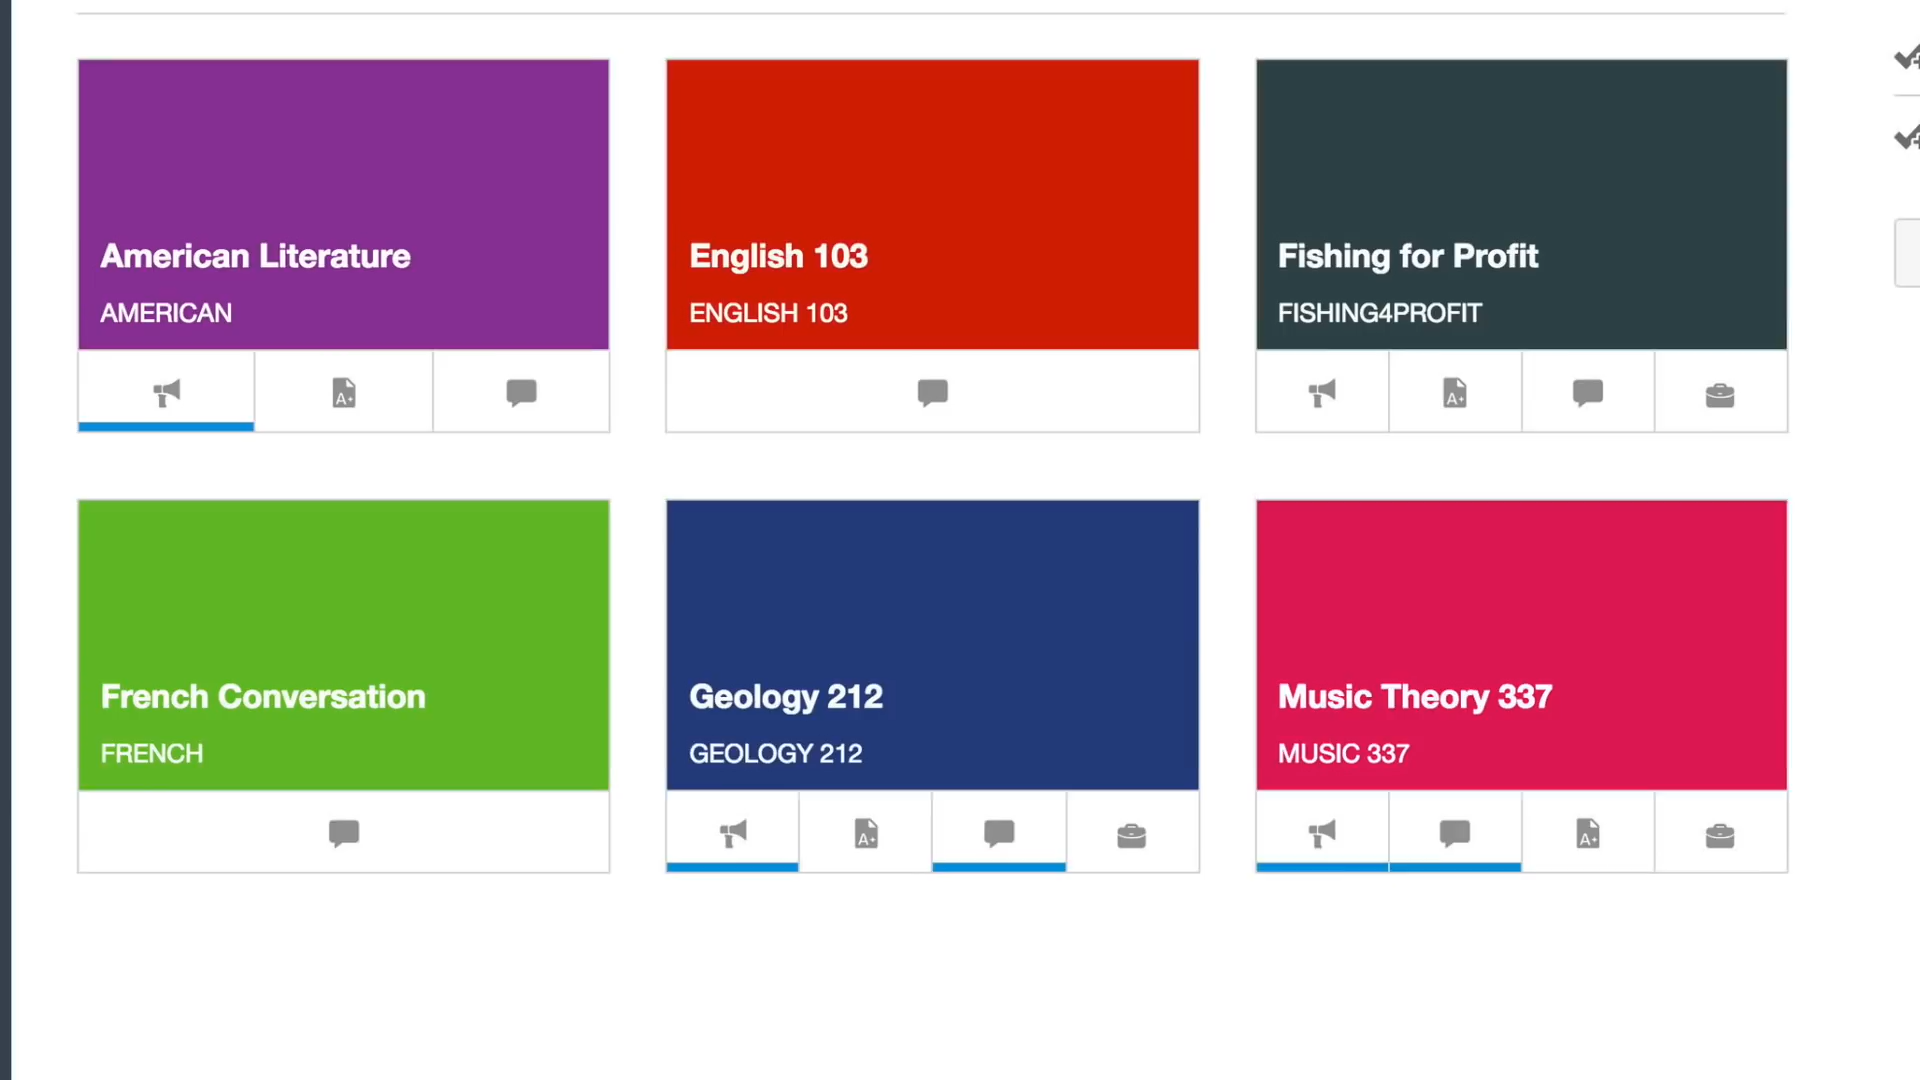 American Literature
AMERICAN
A+
English 103
ENGLISH 103
Fishing for Profit
FISHING4PROFIT
A+
French Conversation
FRENCH
Geology 212
GEOLOGY 212
A+
Music Theory 337
MUSIC 337
A+